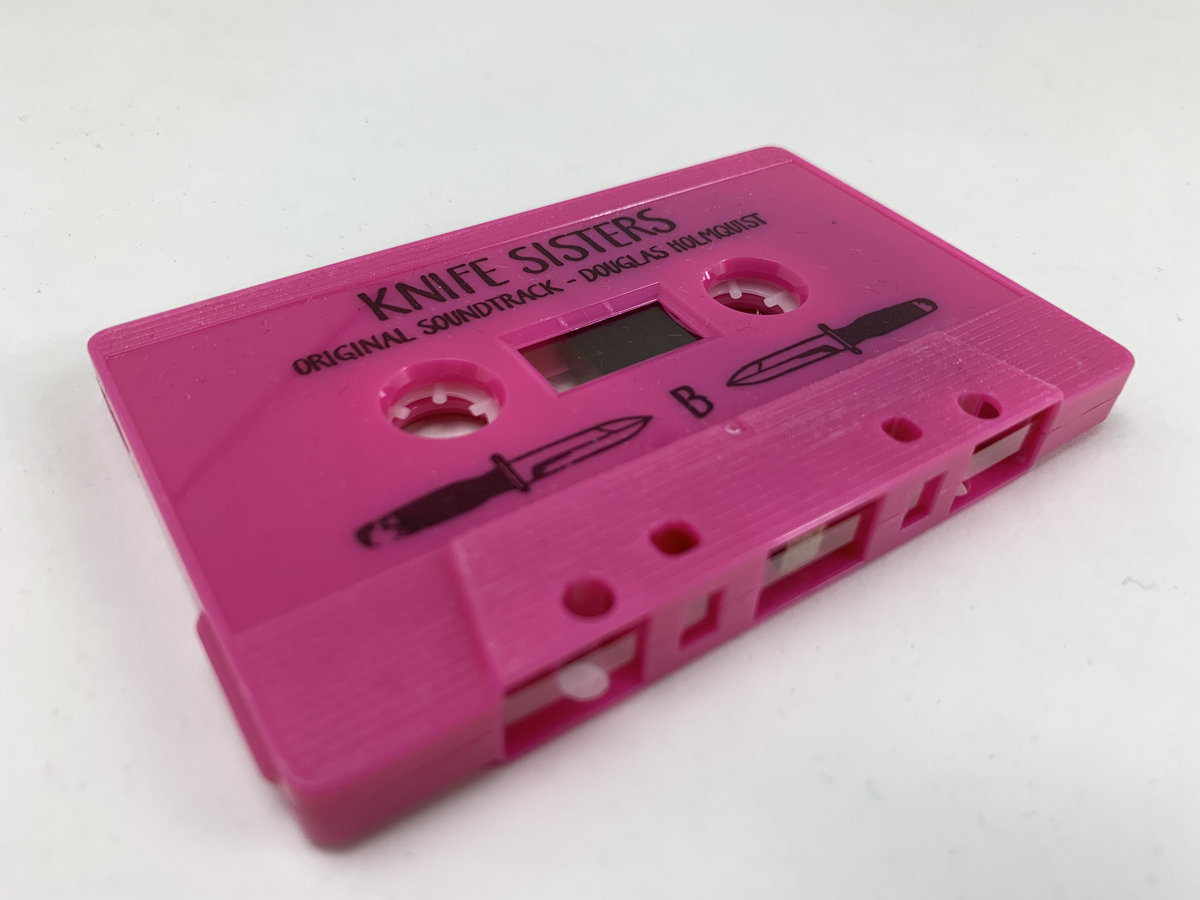 KNIFE SISTERS
ORIGINAL SOUNDTRACK - DOUGLAS HOLMQUIST
B